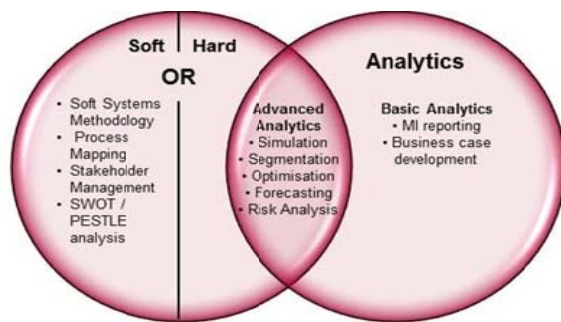 Soft Hard
OR
• Soft Systems
Methodology
• Process
Mapping
• Stakeholder
Management
• SWOT /
PESTLE
analysis
Advanced
Analytics
• Simulation
• Segmentation
• Optimisation
• Forecasting
• Risk Analysis
Analytics
Basic Analytics
• MI reporting
• Business case
development